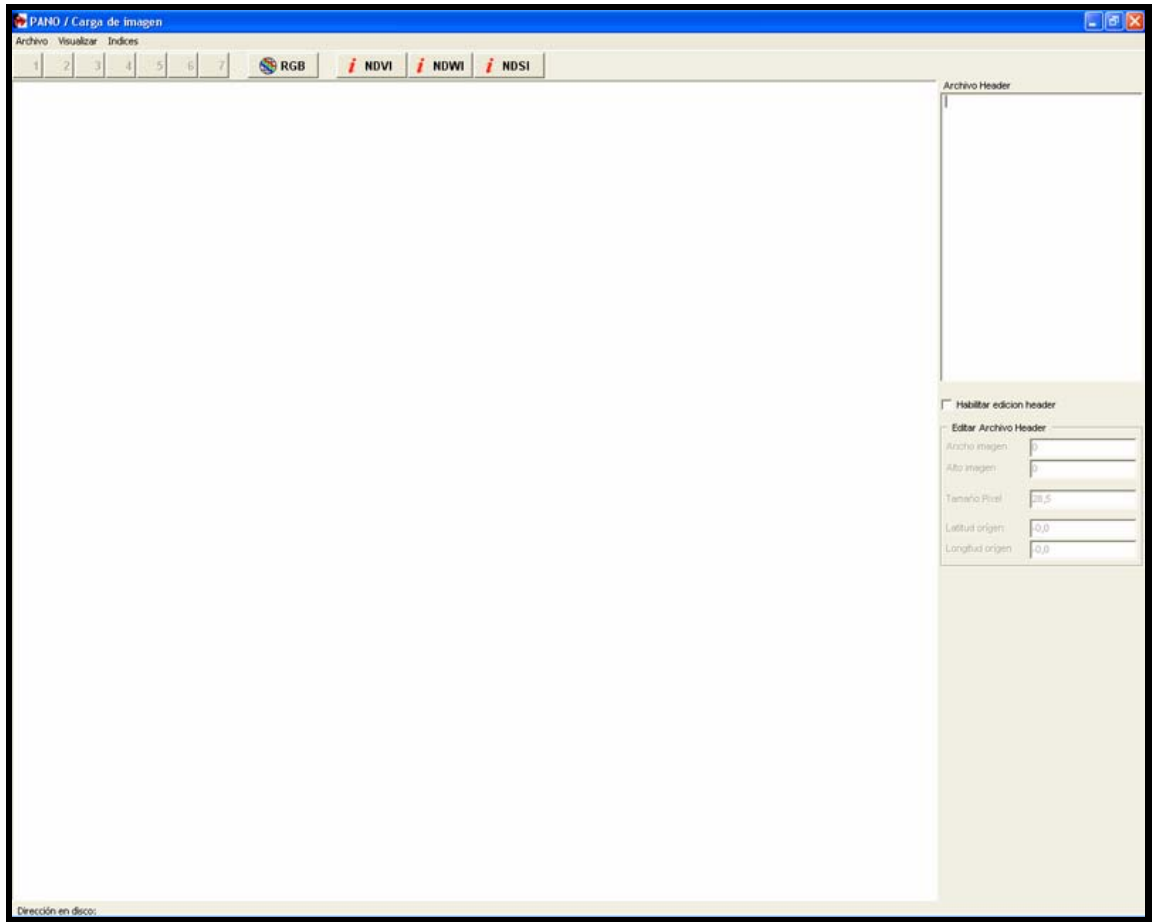 PANO / Carga de imagen
Archivo Visualizar Indices
1 2 3 4 5 6 7 RGB i NDVI i NDWI i NDSI
Archivo Header
Habilitar edicion header
Editar Archivo Header
Ancho imagen 0
Alto imagen 0
Tamaño Pixel 28,5
Latitud origen -0,0
Longitud origen -0,0
Dirección en disco: